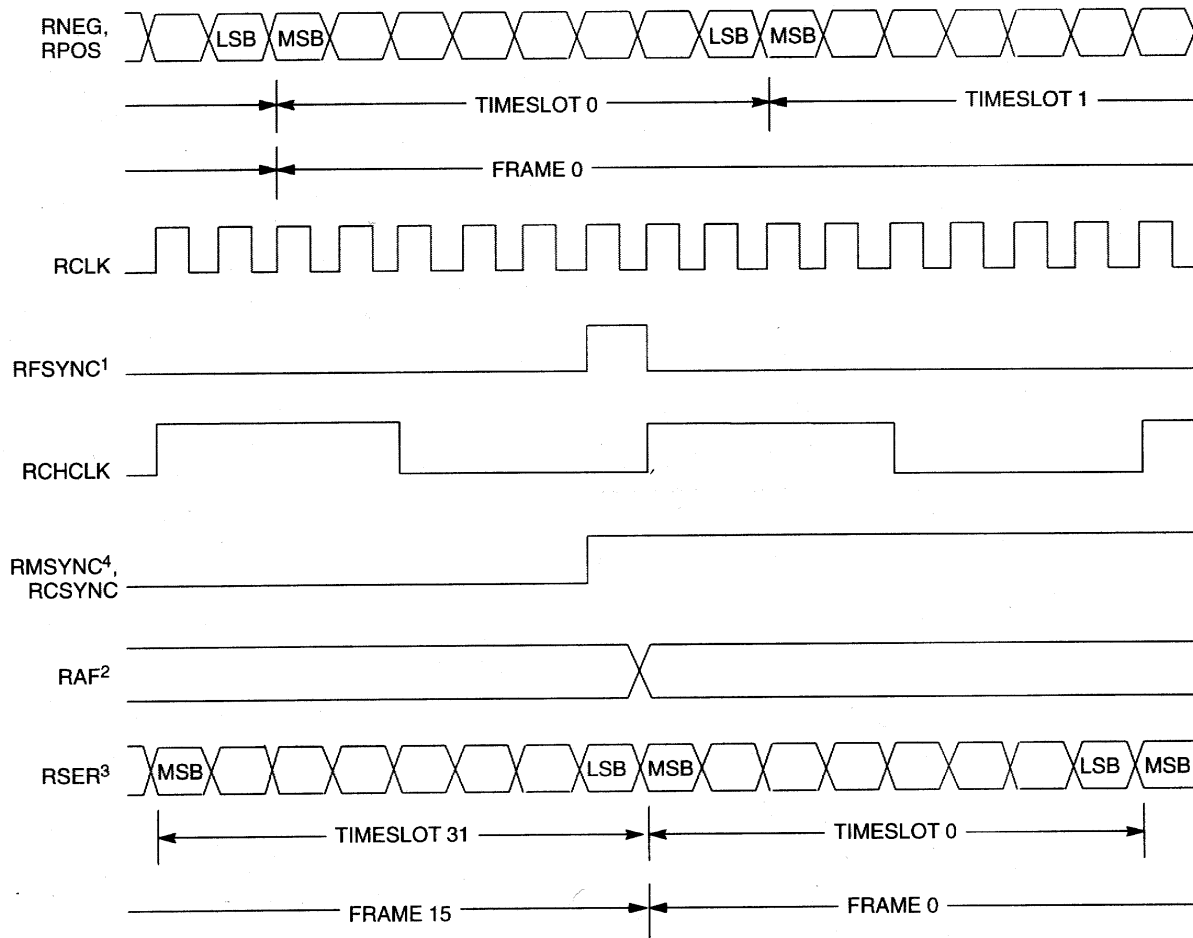 RNEG,
RPOS
LSB MSB LSB MSB
TIMESLOT 0 TIMESLOT 1
FRAME 0
RCLK
RFSYNC¹
RCHCLK
RMSYNC⁴,
RCSYNC
RAF²
RSER³ MSB LSB MSB LSB MSB
TIMESLOT 31 TIMESLOT 0
FRAME 15 FRAME 0